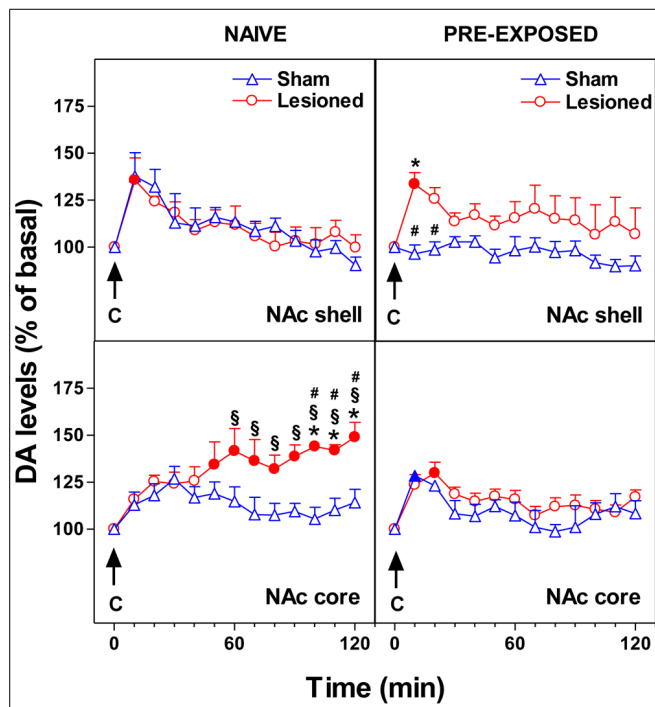 NAIVE
PRE-EXPOSED
Sham
Lesioned
Sham
Lesioned
175
150
125
100
*
# #
C
NAc shell
C
NAc shell
DA levels (% of basal)
175
150
125
100
§ § § §
# # #
§ § §
* * *
C
NAc core
C
NAc core
0 60 120
0 60 120
Time (min)